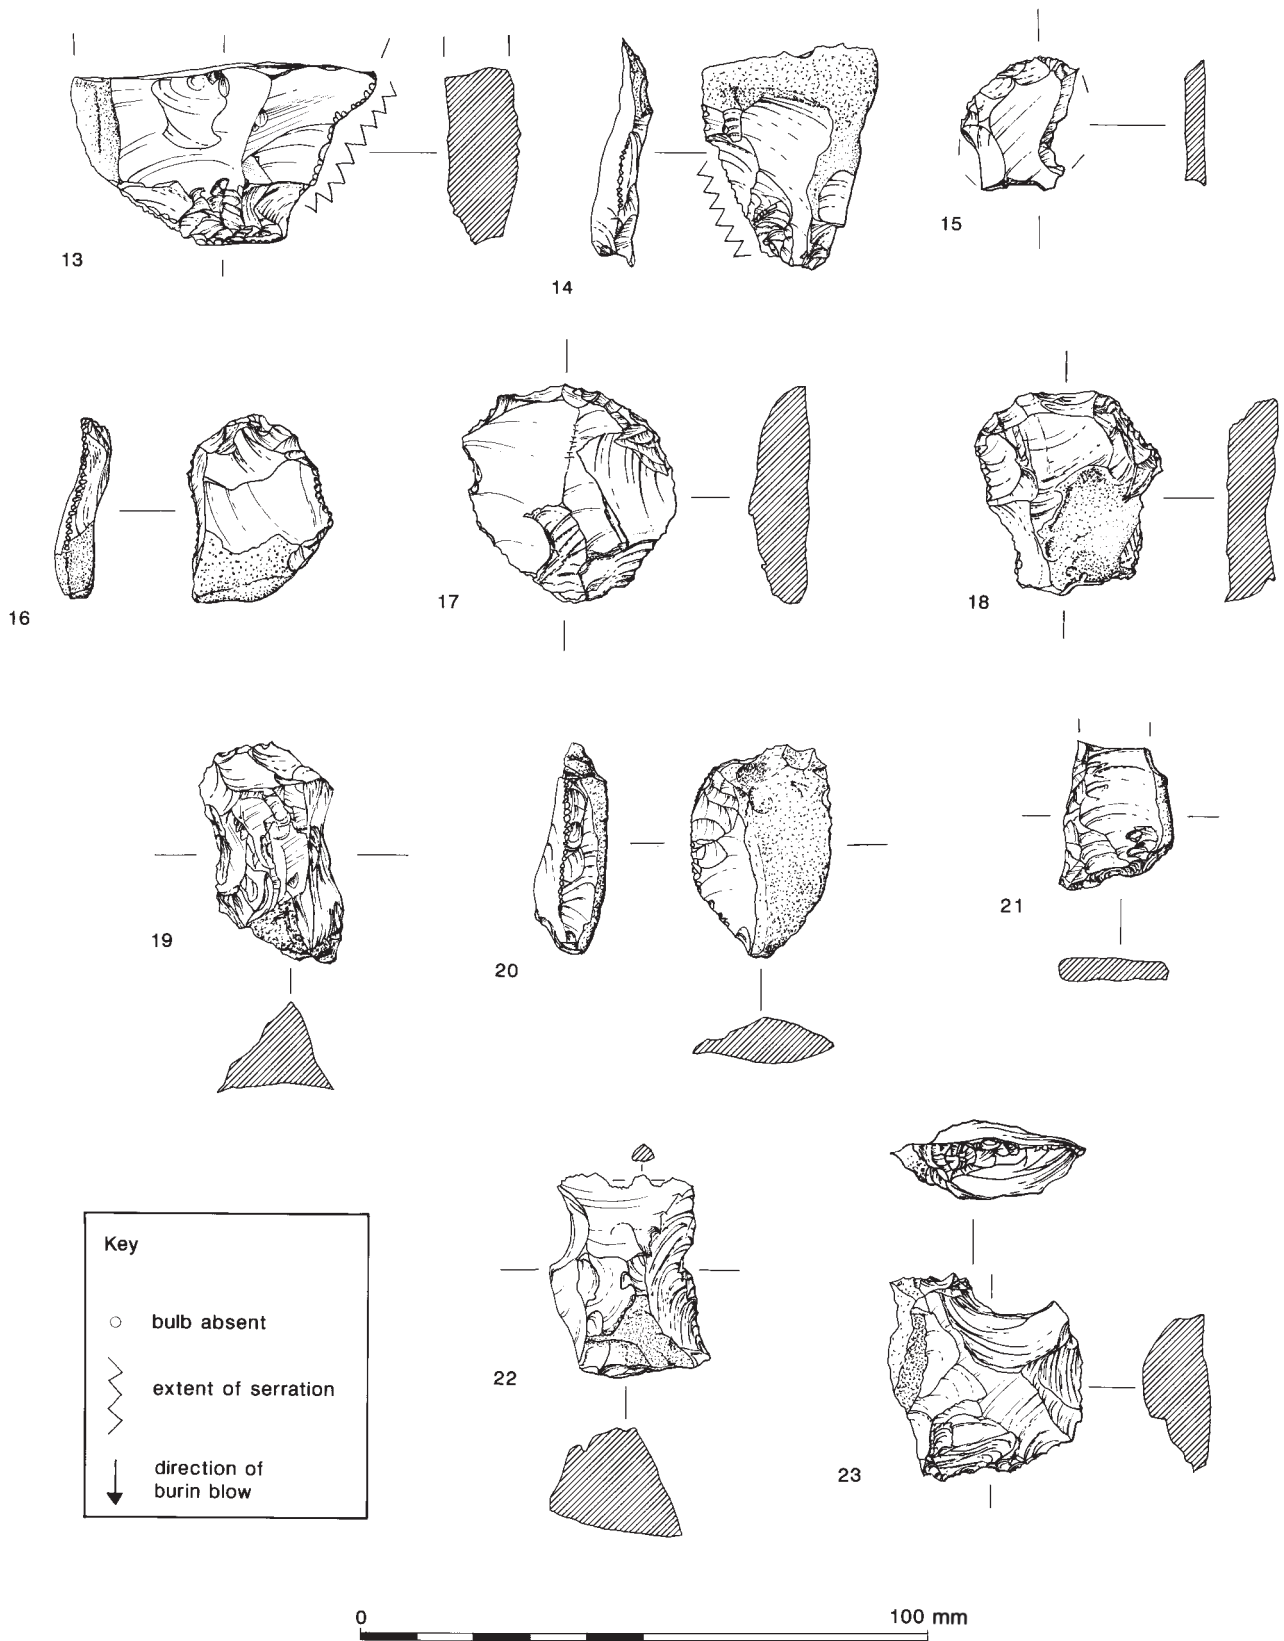 13
14
15
16
17
18
19
20
21
22
23
Key
bulb absent
extent of serration
direction of
burin blow
0 100 mm